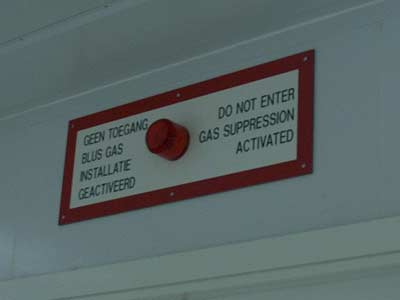 GEEN TOEGANG
BLUS GAS
INSTALLATIE
GEACTIVEERD
DO NOT ENTER
GAS SUPPRESSION
ACTIVATED